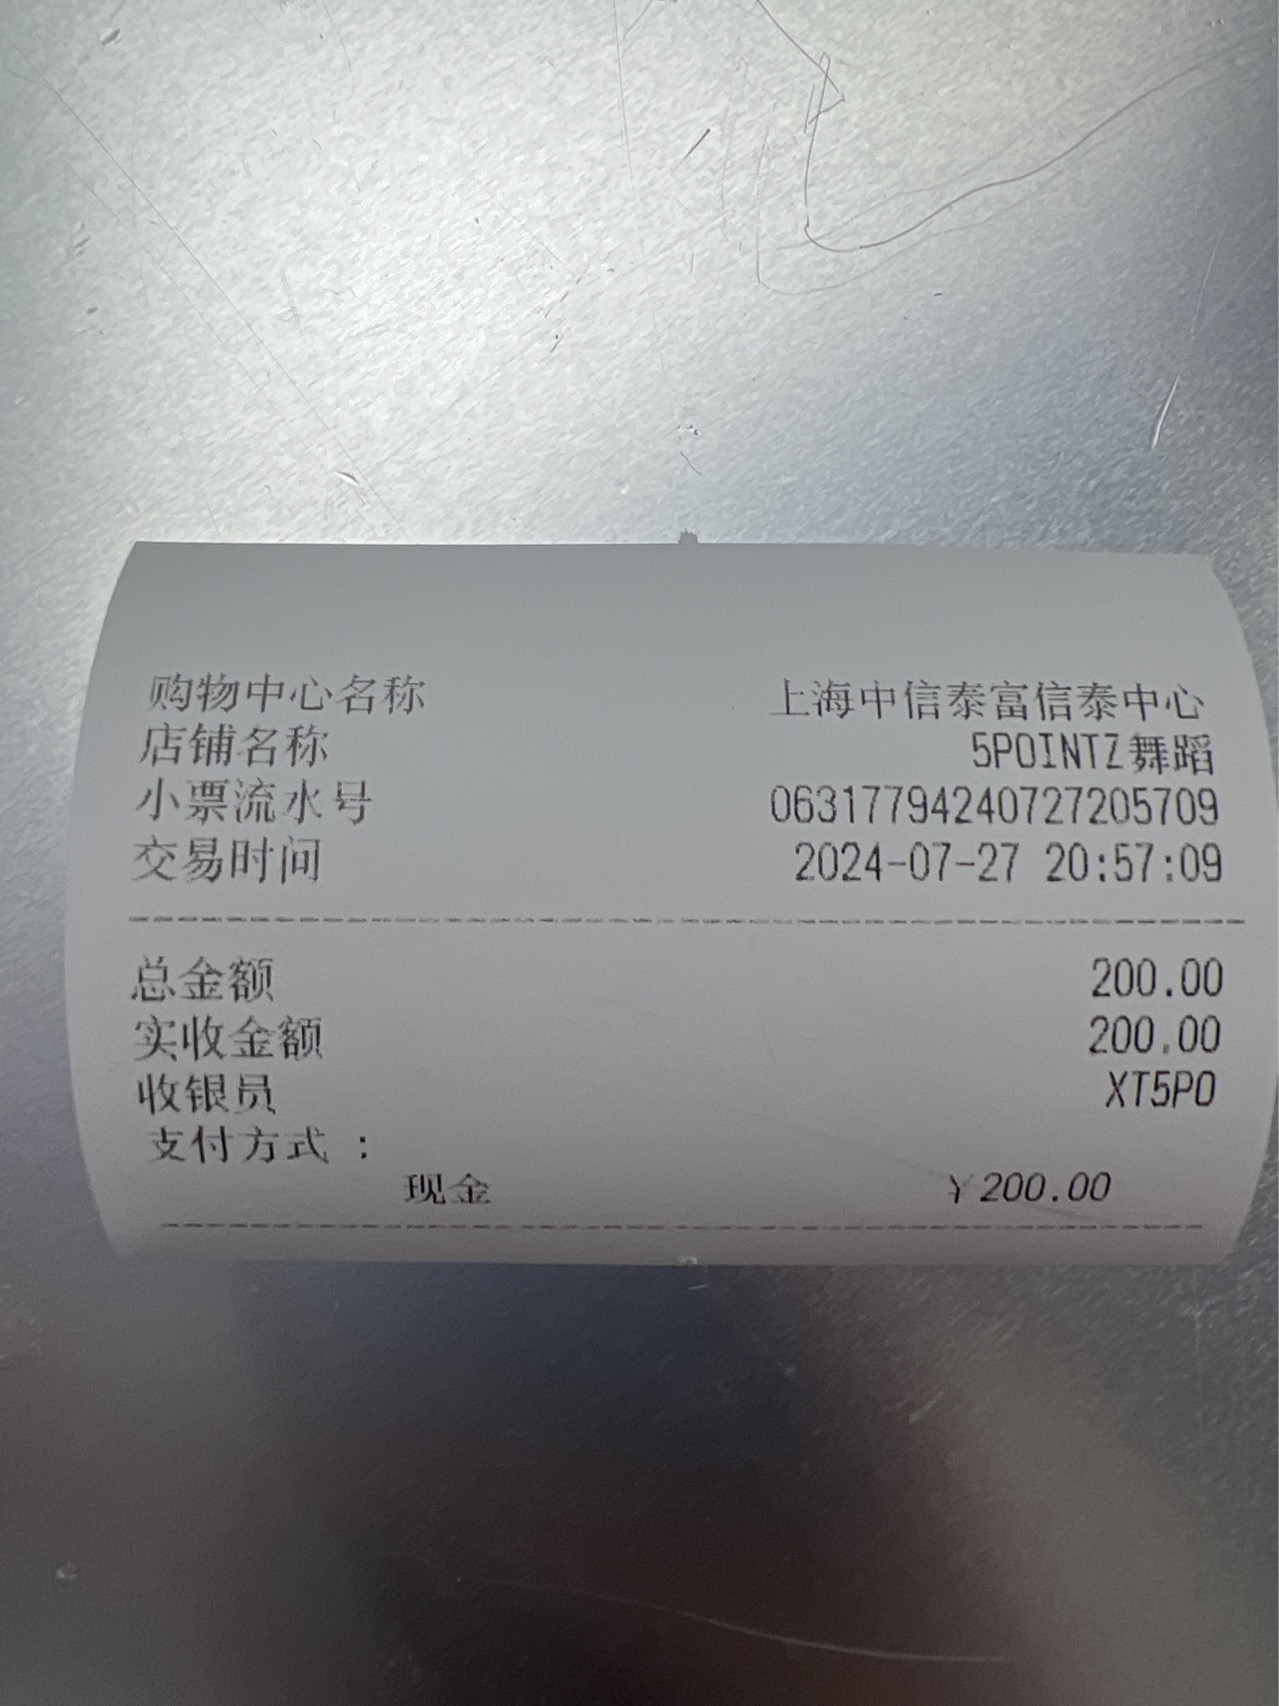 购物中心名称 上海中信泰富信泰中心
店铺名称 5POINTZ舞蹈
小票流水号 06317794240727205709
交易时间 2024-07-27 20:57:09
总金额 200.00
实收金额 200.00
收银员 XT5PO
支付方式：
现金 ￥200.00